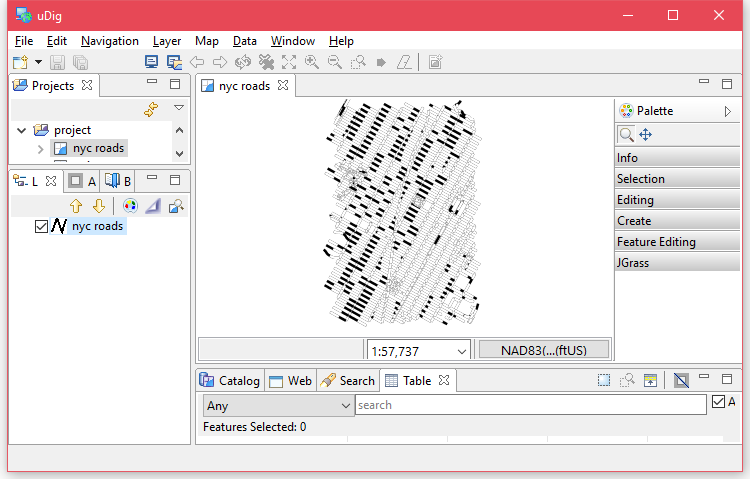 uDig
File Edit Navigation Layer Map Data Window Help
Projects
project
nyc roads
L A B
nyc roads
nyc roads
1:57,737
NAD83(...(ftUS)
Palette
Info
Selection
Editing
Create
Feature Editing
JGrass
Catalog Web Search Table
Any search A
Features Selected: 0